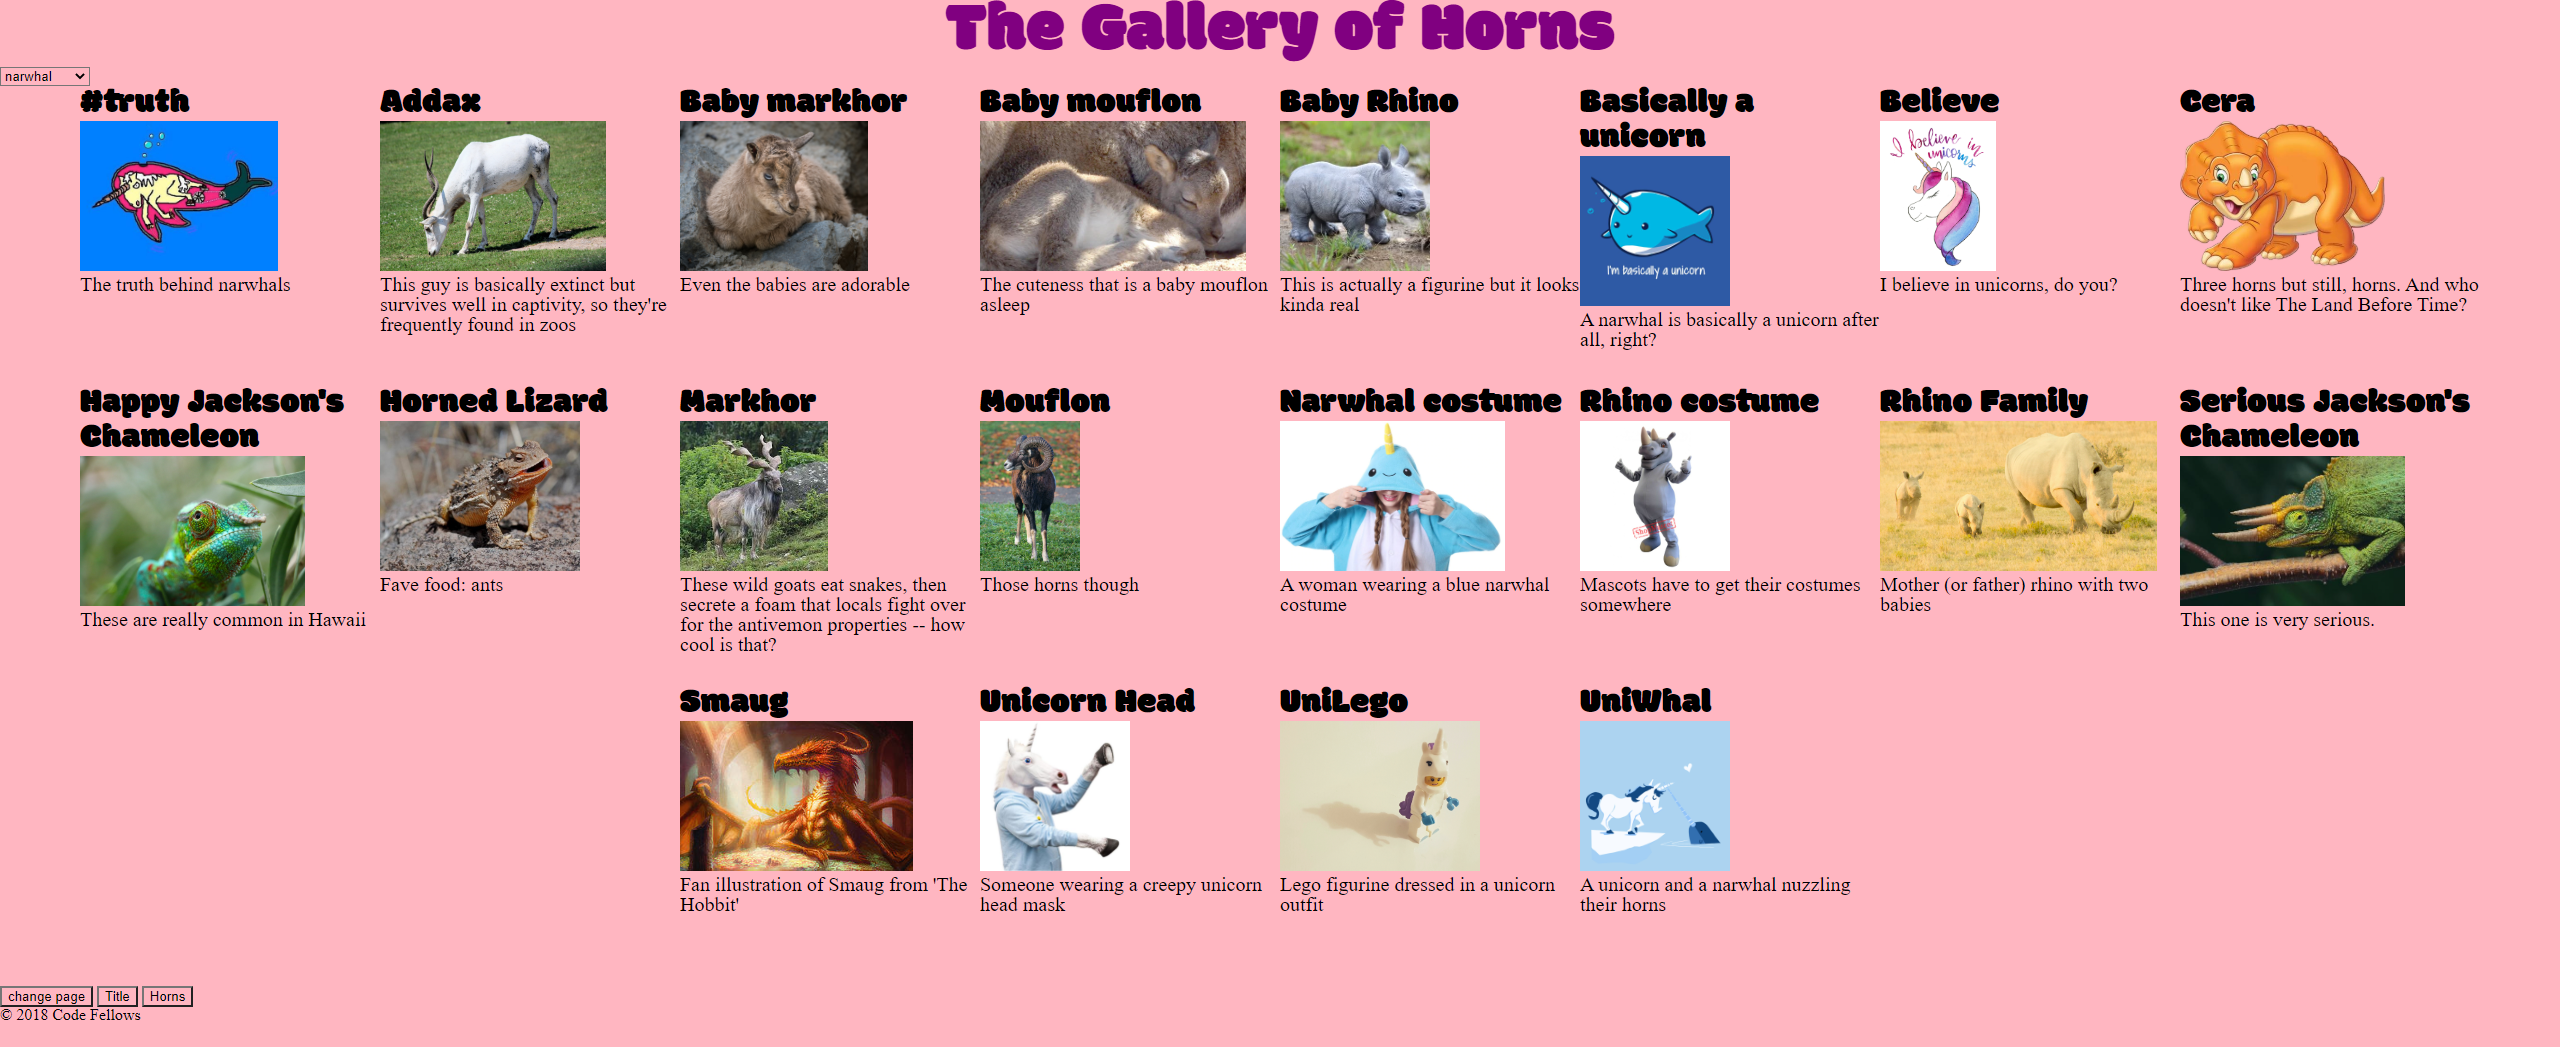 The Gallery of Horns
narwhal
#truth
The truth behind narwhals
Addax
This guy is basically extinct but
survives well in captivity, so they're
frequently found in zoos
Baby markhor
Even the babies are adorable
Baby mouflon
The cuteness that is a baby mouflon
asleep
Baby Rhino
This is actually a figurine but it looks
kinda real
Basically a
unicorn
I'm basically a unicorn
A narwhal is basically a unicorn after
all, right?
Believe
I believe in
unicorns
I believe in unicorns, do you?
Cera
Three horns but still, horns. And who
doesn't like The Land Before Time?
Happy Jackson's
Chameleon
These are really common in Hawaii
Horned Lizard
Fave food: ants
Markhor
These wild goats eat snakes, then
secrete a foam that locals fight over
for the antivemon properties -- how
cool is that?
Mouflon
Those horns though
Narwhal costume
A woman wearing a blue narwhal
costume
Rhino costume
Mascots have to get their costumes
somewhere
Rhino Family
Mother (or father) rhino with two
babies
Serious Jackson's
Chameleon
This one is very serious.
Smaug
Fan illustration of Smaug from 'The
Hobbit'
Unicorn Head
Someone wearing a creepy unicorn
head mask
UniLego
Lego figurine dressed in a unicorn
outfit
UniWhal
A unicorn and a narwhal nuzzling
their horns
change page
Title
Horns
© 2018 Code Fellows